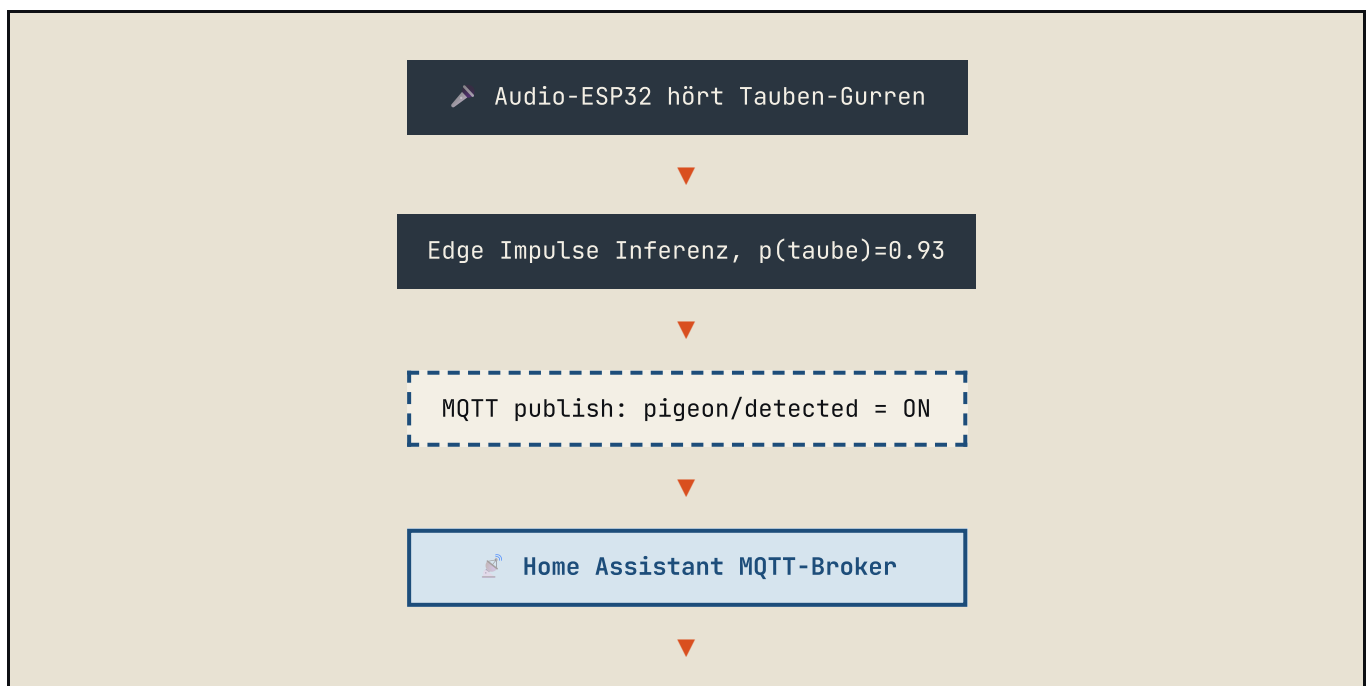 Audio-ESP32 hört Tauben-Gurren
Edge Impulse Inferenz, p(taube)=0.93
MQTT publish: pigeon/detected = ON
Home Assistant MQTT-Broker